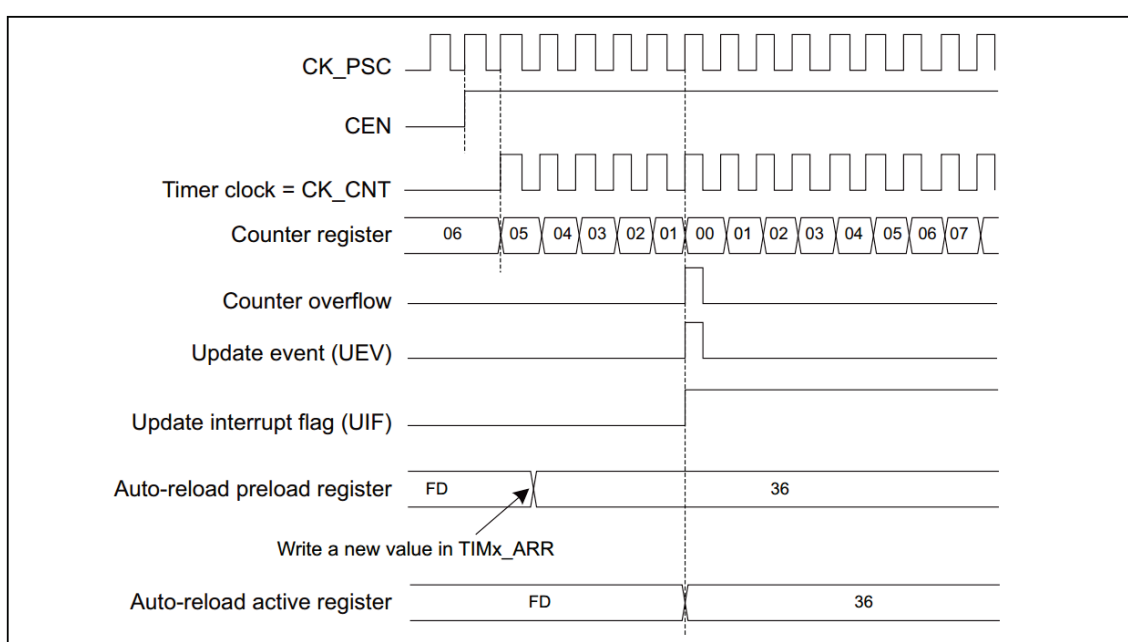 CK_PSC
CEN
Timer clock = CK_CNT
Counter register 06 05 04 03 02 01 00 01 02 03 04 05 06 07
Counter overflow
Update event (UEV)
Update interrupt flag (UIF)
Auto-reload preload register FD 36
Write a new value in TIMx_ARR
Auto-reload active register FD 36